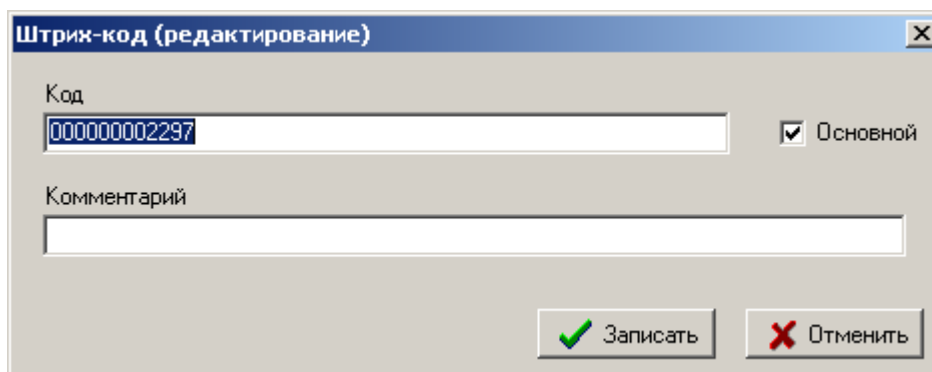 Штрих-код (редактирование)
Код
000000002297
Основной
Комментарий
Записать
Отменить